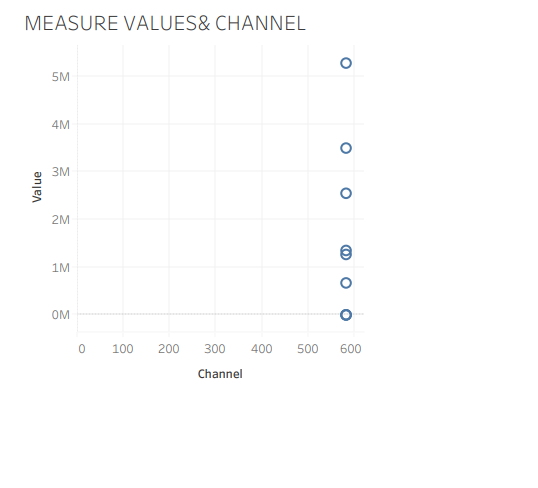 MEASURE VALUES& CHANNEL
5M
4M
3M
Value
2M
1M
0M
0 100 200 300 400 500 600
Channel